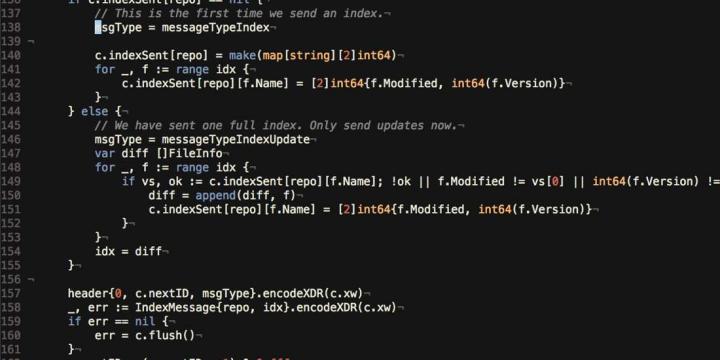 if c.indexSent[repo] == nil {¬
137 // This is the first time we send an index.¬
138 msgType = messageTypeIndex¬
139 ¬
140 c.indexSent[repo] = make(map[string][2]int64)¬
141 for _, f := range idx {¬
142 c.indexSent[repo][f.Name] = [2]int64{f.Modified, int64(f.Version)}¬
143 }¬
144 } else {¬
145 // We have sent one full index. Only send updates now.¬
146 msgType = messageTypeIndexUpdate¬
147 var diff []FileInfo¬
148 for _, f := range idx {¬
149 if vs, ok := c.indexSent[repo][f.Name]; !ok || f.Modified != vs[0] || int64(f.Version) !=
150 diff = append(diff, f)¬
151 c.indexSent[repo][f.Name] = [2]int64{f.Modified, int64(f.Version)}¬
152 }¬
153 }¬
154 idx = diff¬
155 }¬
156 ¬
157 header{0, c.nextID, msgType}.encodeXDR(c.xw)¬
158 _, err := IndexMessage{repo, idx}.encodeXDR(c.xw)¬
159 if err == nil {¬
160 err = c.flush()¬
161 }¬